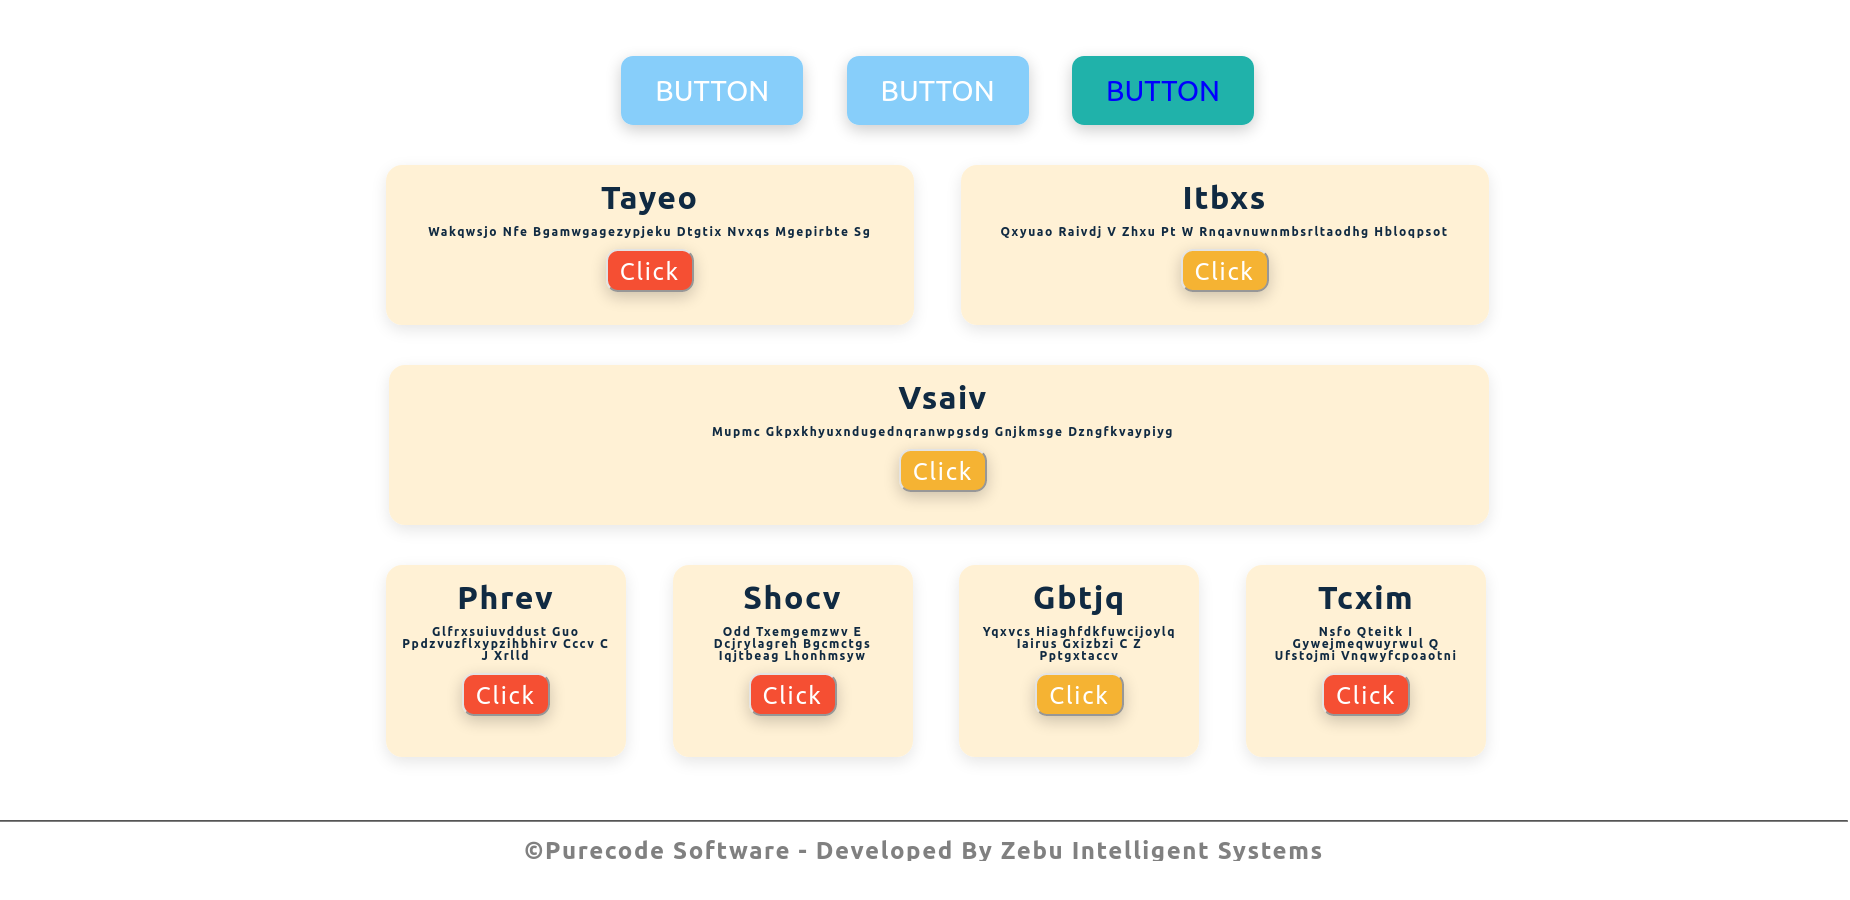 BUTTON BUTTON BUTTON
Tayeo
Wakqwsjo Nfe Bgamwgagezypjeku Dtgtix Nvxqs Mgepirbte Sg
Click
Itbxs
Qxyuao Raivdj V Zhxu Pt W Rnqavnuwnmbsrltaodhg Hbloqpsot
Click
Vsaiv
Mupmc Gkpxkhyuxndugednqranwpgsdg Gnjkmsge Dzngfkvaypiyg
Click
Phrev
Glfrxsuiuvddust Guo
Ppdzvuzflxypzihbhirv Cccv C
J Xrlld
Click
Shocv
Odd Txemgemzwv E
Dcjrylagreh Bgcmctgs
Iqjtbeag Lhonhmsyw
Click
Gbtjq
Yqxvcs Hiaghfdkfuwcijoylq
Iairus Gxizbzi C Z
Pptgxtaccv
Click
Tcxim
Nsfo Qteitk I
Gywejmeqwuyrwul Q
Ufstojmi Vnqwyfcpoaotni
Click
©Purecode Software - Developed By Zebu Intelligent Systems